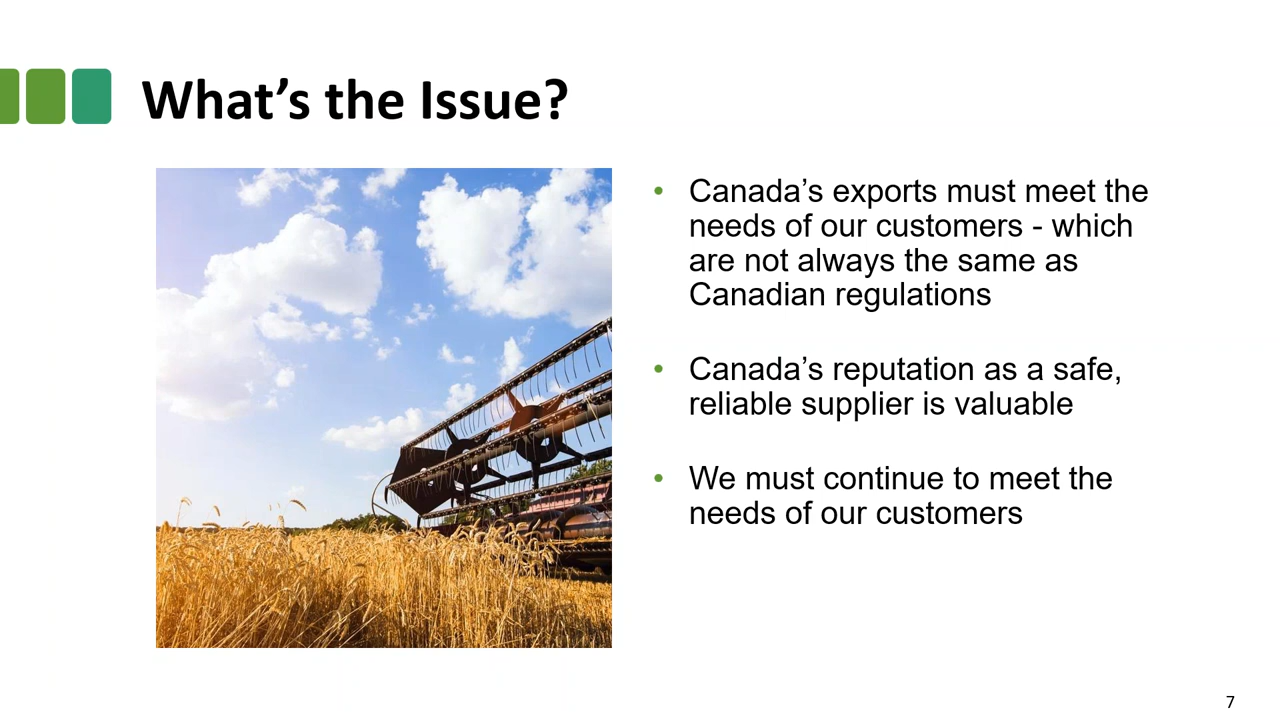 What’s the Issue?
• Canada’s exports must meet the
needs of our customers - which
are not always the same as
Canadian regulations
• Canada’s reputation as a safe,
reliable supplier is valuable
• We must continue to meet the
needs of our customers
7